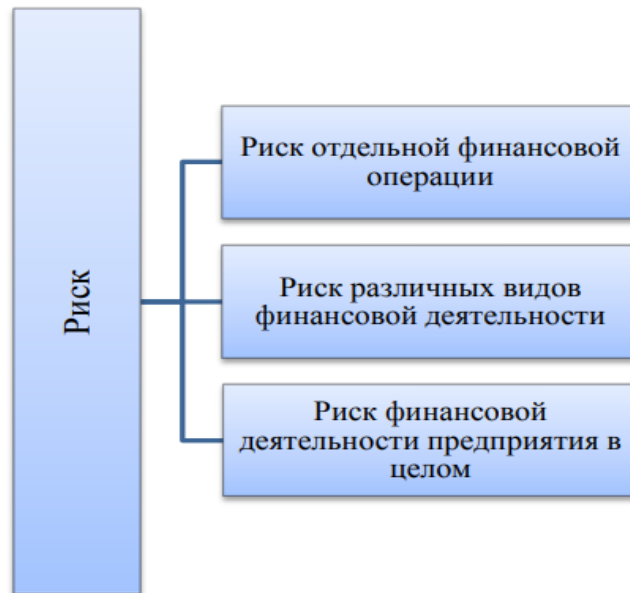 Риск
Риск отдельной финансовой
операции
Риск различных видов
финансовой деятельности
Риск финансовой
деятельности предприятия в
целом